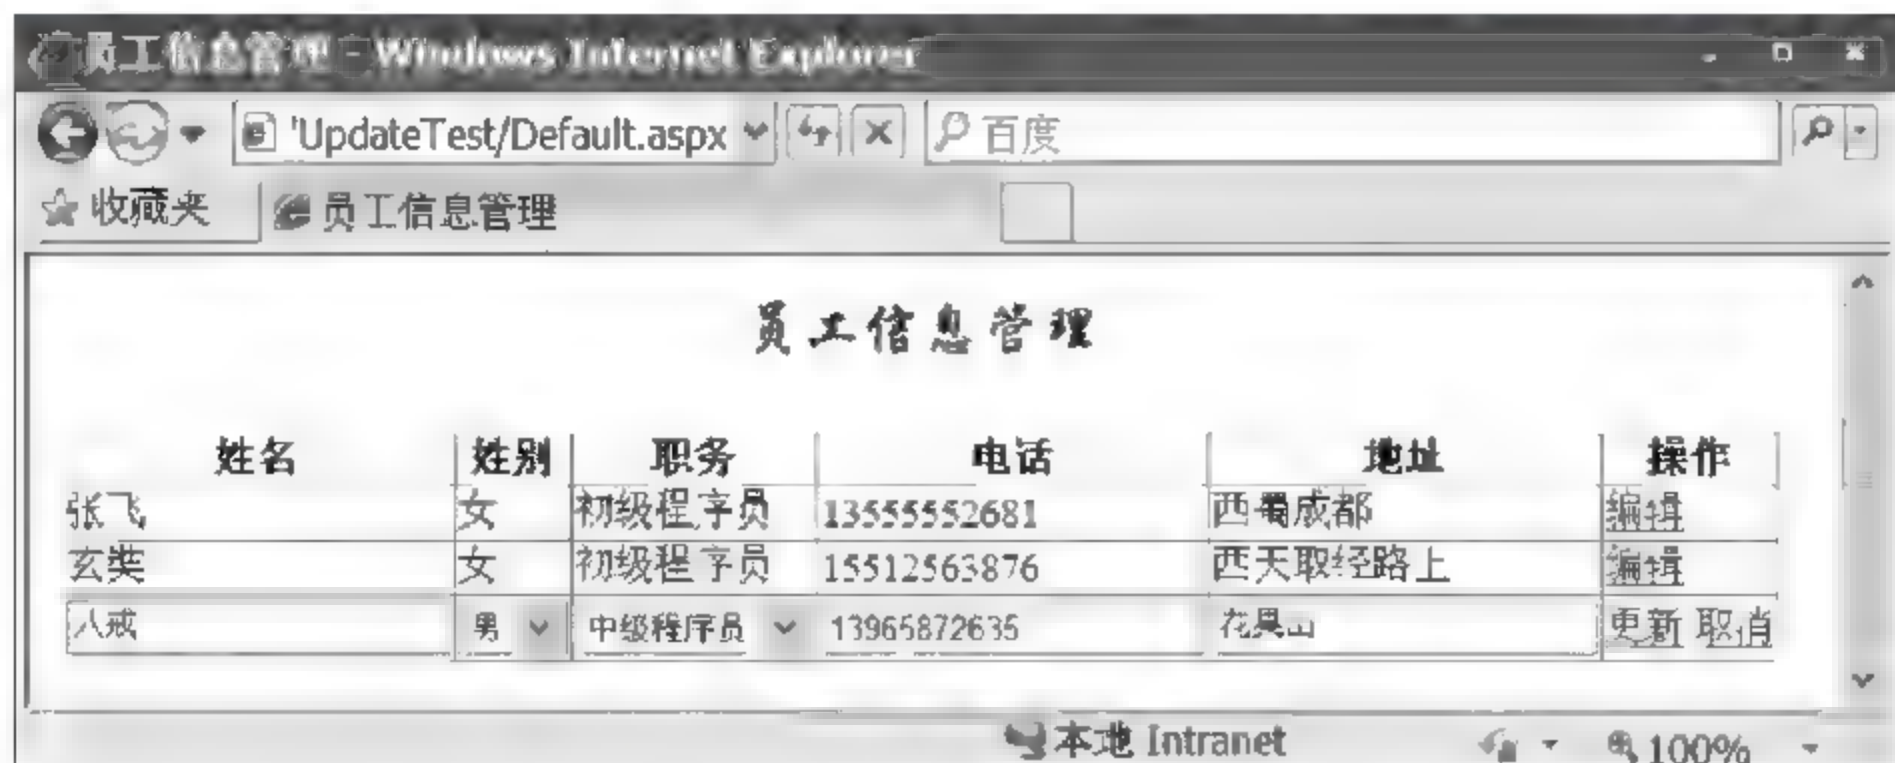 员工信息管理 - Windows Internet Explorer
'UpdateTest/Default.aspx 百度
收藏夹 员工信息管理
员工信息管理
姓名 姓别 职务 电话 地址 操作
张飞 女 初级程序员 13555552681 西蜀成都 编辑
玄奘 女 初级程序员 15512563876 西天取经路上 编辑
八戒 男 中级程序员 13965872635 花果山 更新 取消
本地 Intranet 100%